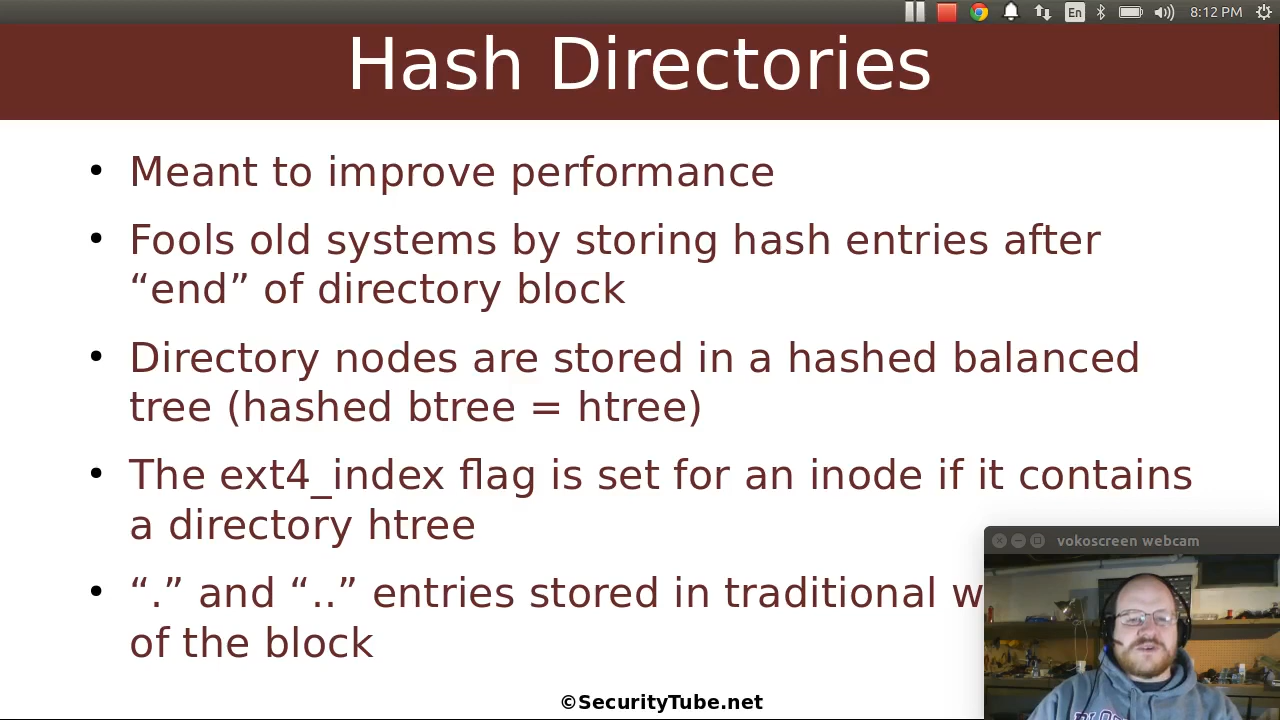 En
8:12 PM
Hash Directories
• Meant to improve performance
• Fools old systems by storing hash entries after
“end” of directory block
• Directory nodes are stored in a hashed balanced
tree (hashed btree = htree)
• The ext4_index flag is set for an inode if it contains
a directory htree
• “.” and “..” entries stored in traditional w
of the block
vokoscreen webcam
©SecurityTube.net